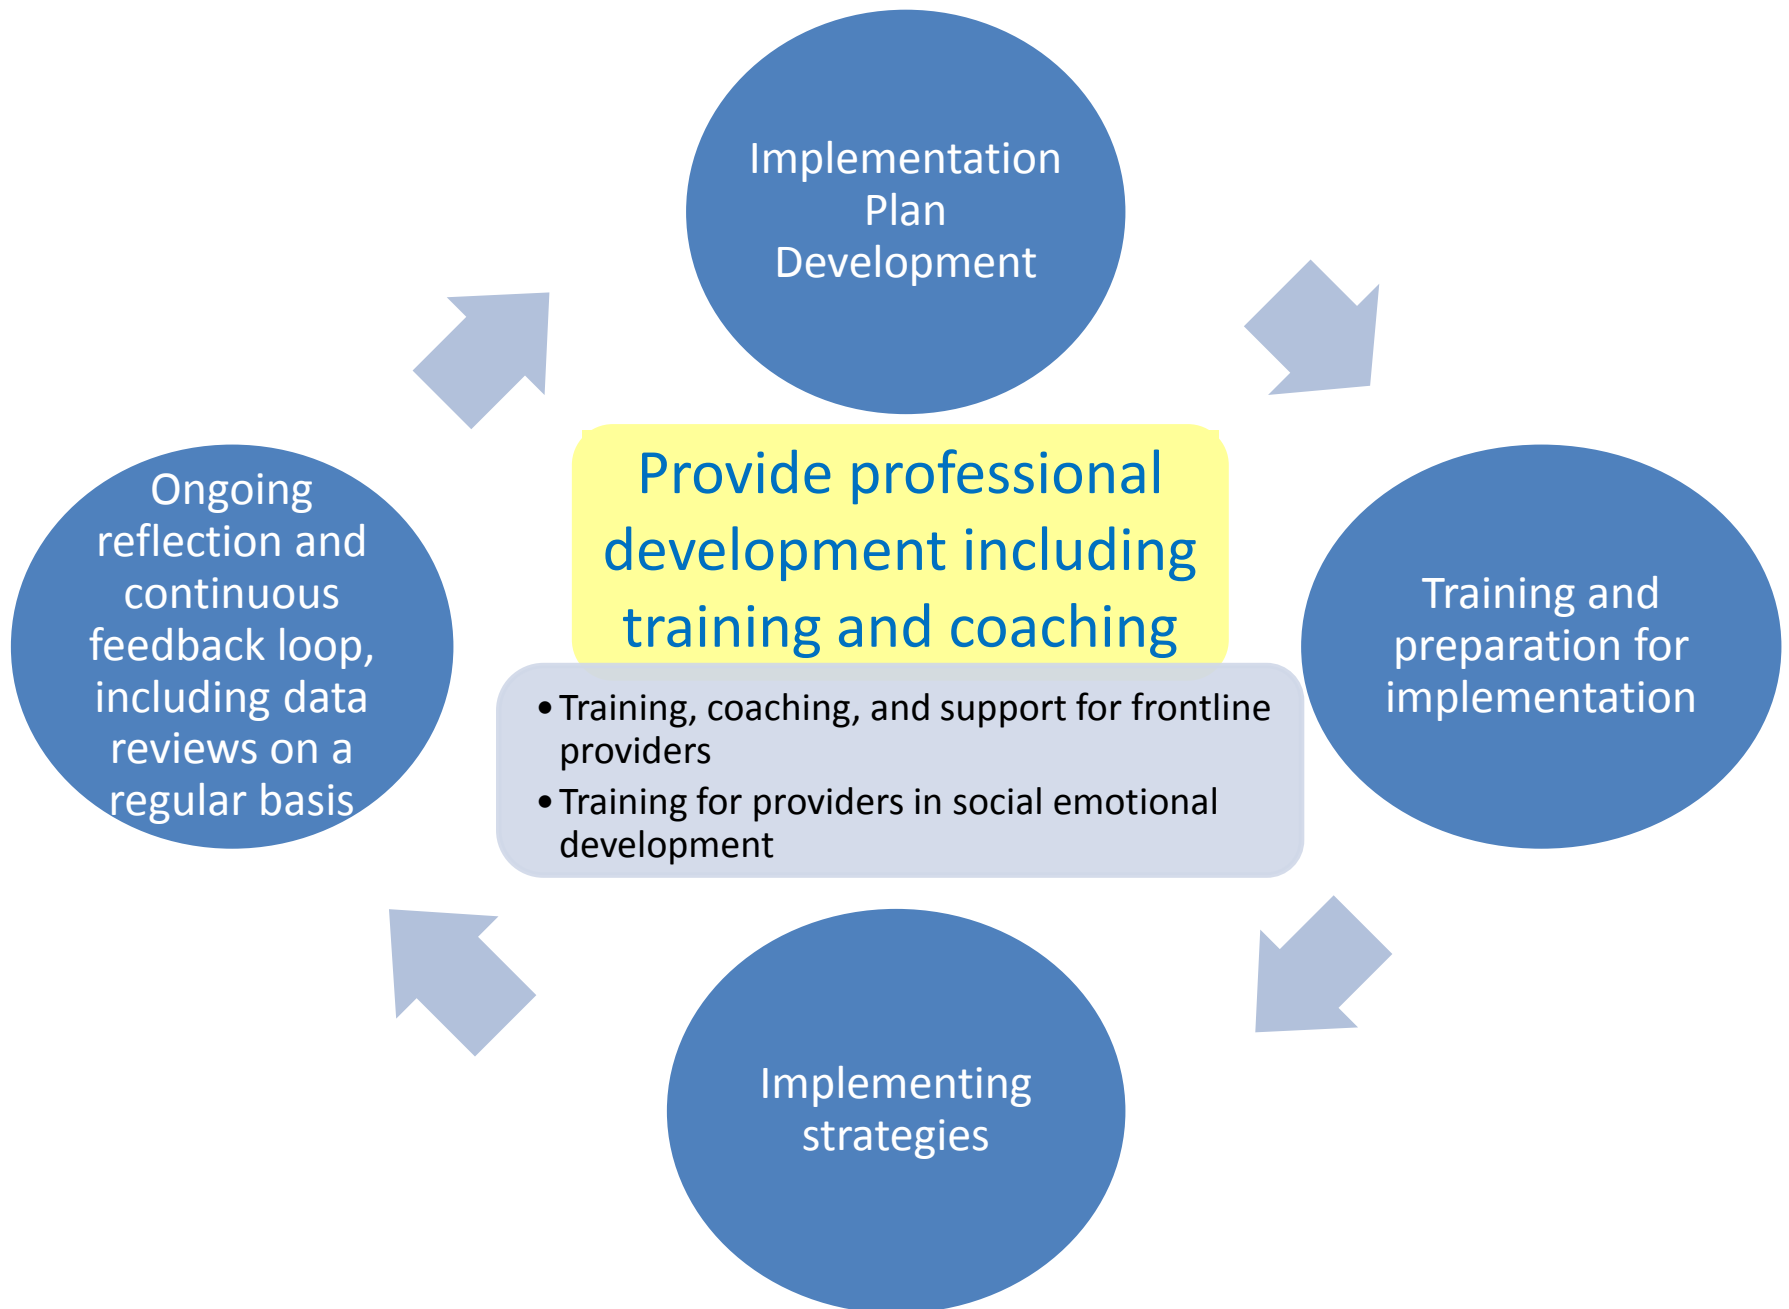 Implementation
Plan
Development
Provide professional
development including
training and coaching
• Training, coaching, and support for frontline
providers
• Training for providers in social emotional
development
Training and
preparation for
implementation
Implementing
strategies
Ongoing
reflection and
continuous
feedback loop,
including data
reviews on a
regular basis